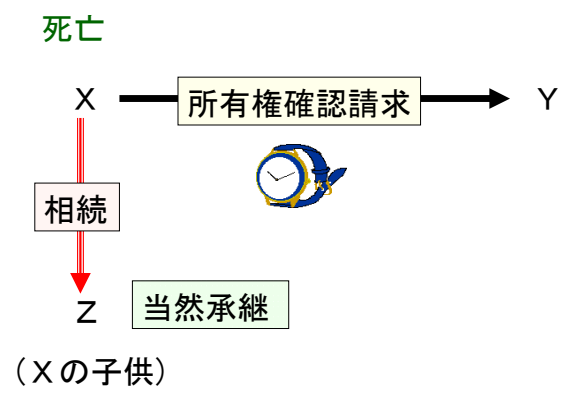 死亡
X 所有権確認請求 Y
KS
相続
Z 当然承継
（Xの子供）